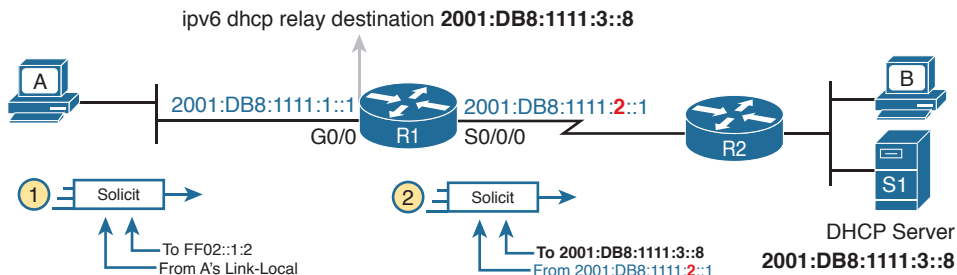 ipv6 dhcp relay destination 2001:DB8:1111:3::8
A
2001:DB8:1111:1::1
G0/0
R1
2001:DB8:1111:2::1
S0/0/0
R2
B
S1
1
Solicit
To FF02::1:2
From A's Link-Local
2
Solicit
To 2001:DB8:1111:3::8
From 2001:DB8:1111:2::1
DHCP Server
2001:DB8:1111:3::8